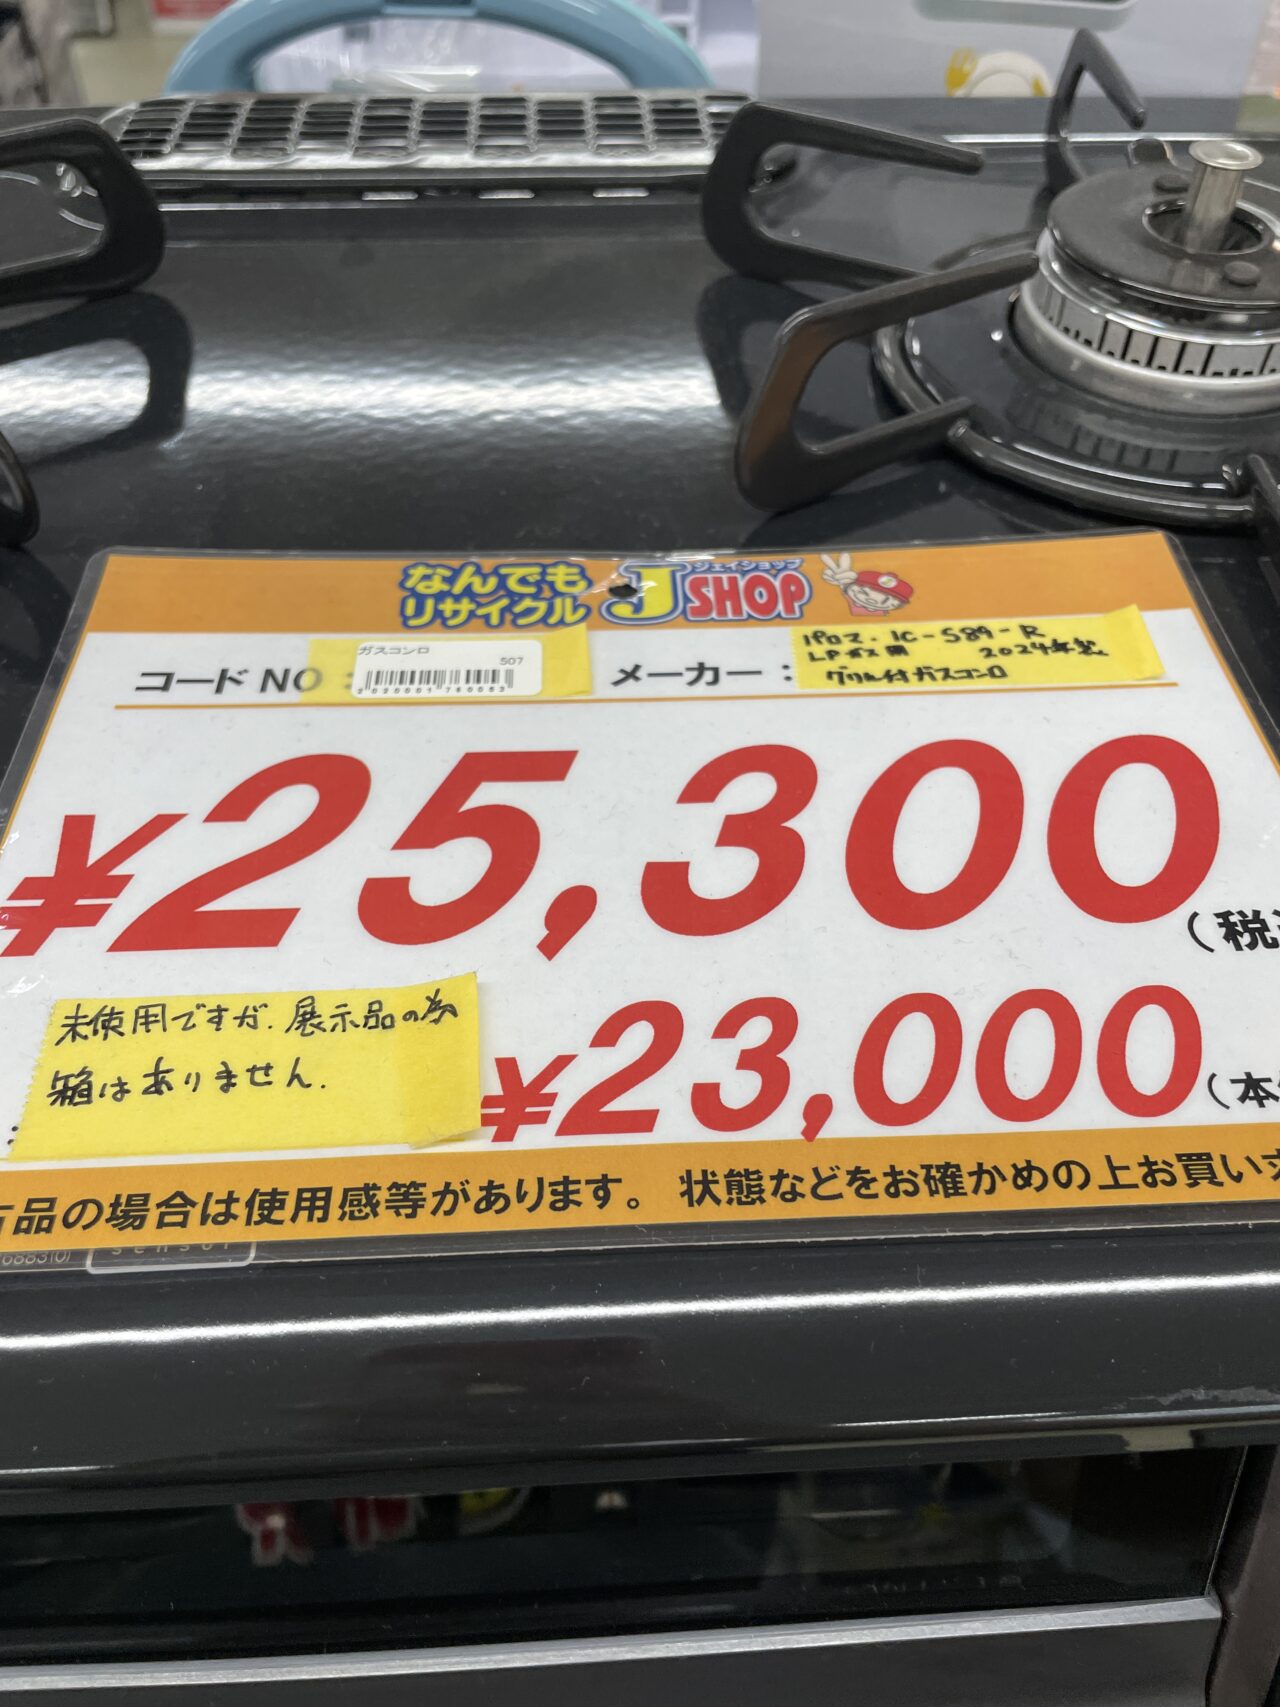 なんでも
リサイクル
ジェイショップ
J SHOP
コードNO:
ガスコンロ
507
2020001760053
メーカー:
パロマ. IC-S89-R
LPガス用 2024年製
グリル付ガスコンロ
¥25,300
(税
¥23,000
(本
未使用ですが、展示品の為
箱はありません.
品の場合は使用感等があります。状態などをお確かめの上お買い
sensor